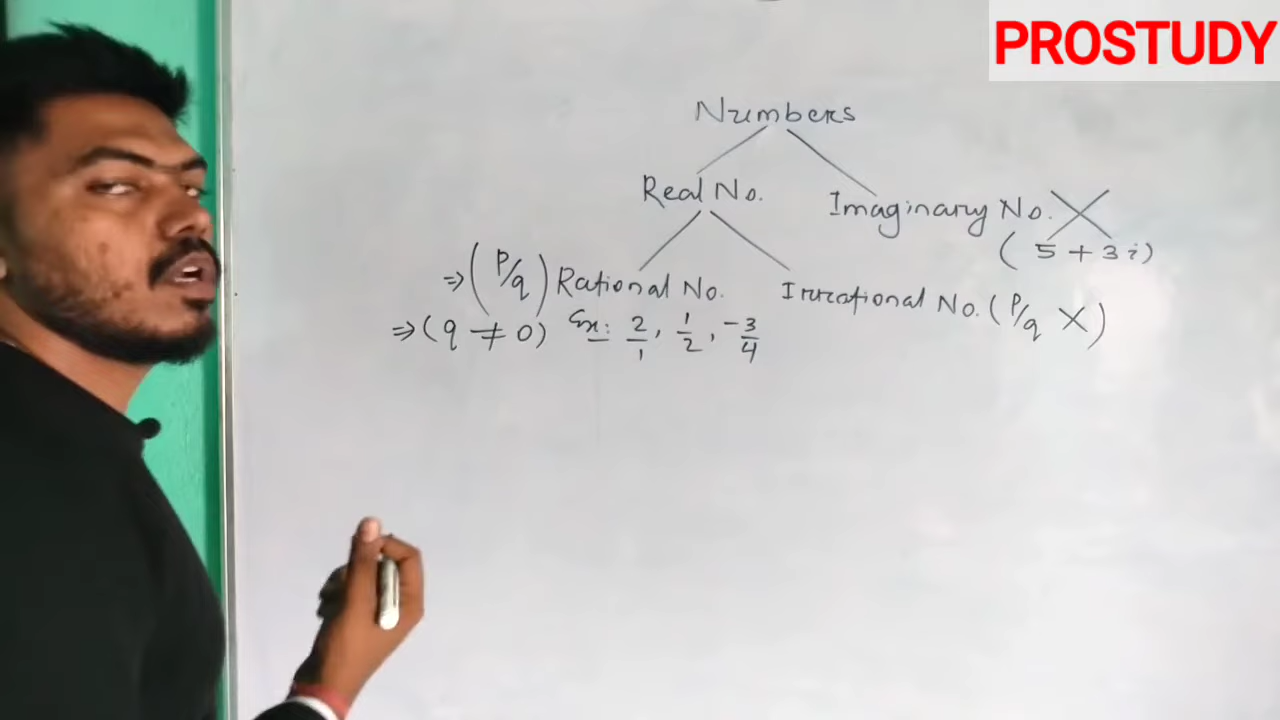 PROSTUDY
Numbers
Real No.
Imaginary No. X
(5 + 3i)
⇒ (P/q) Rational No.
Irrational No. (P/q X)
⇒ (q ≠ 0) Ex: 2/1, 1/2, -3/4